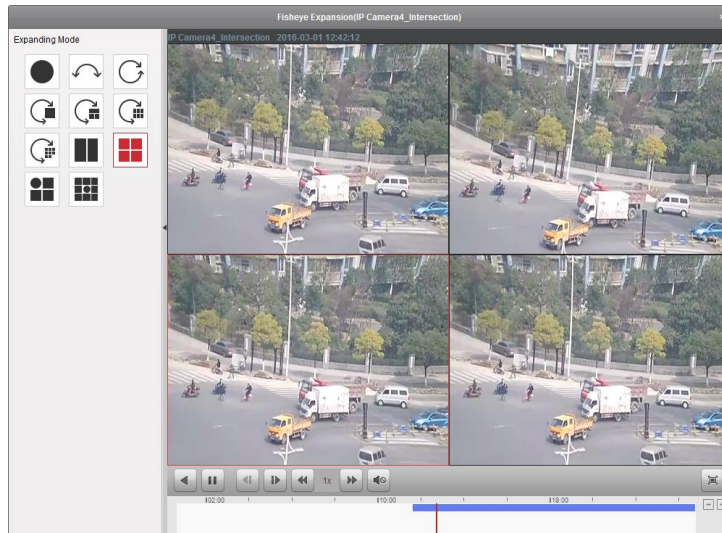 Fisheye Expansion(IP Camera4_Intersection)
Expanding Mode
IP Camera4_Intersection 2016-03-01 12:42:12
1x
02:00
10:00
18:00